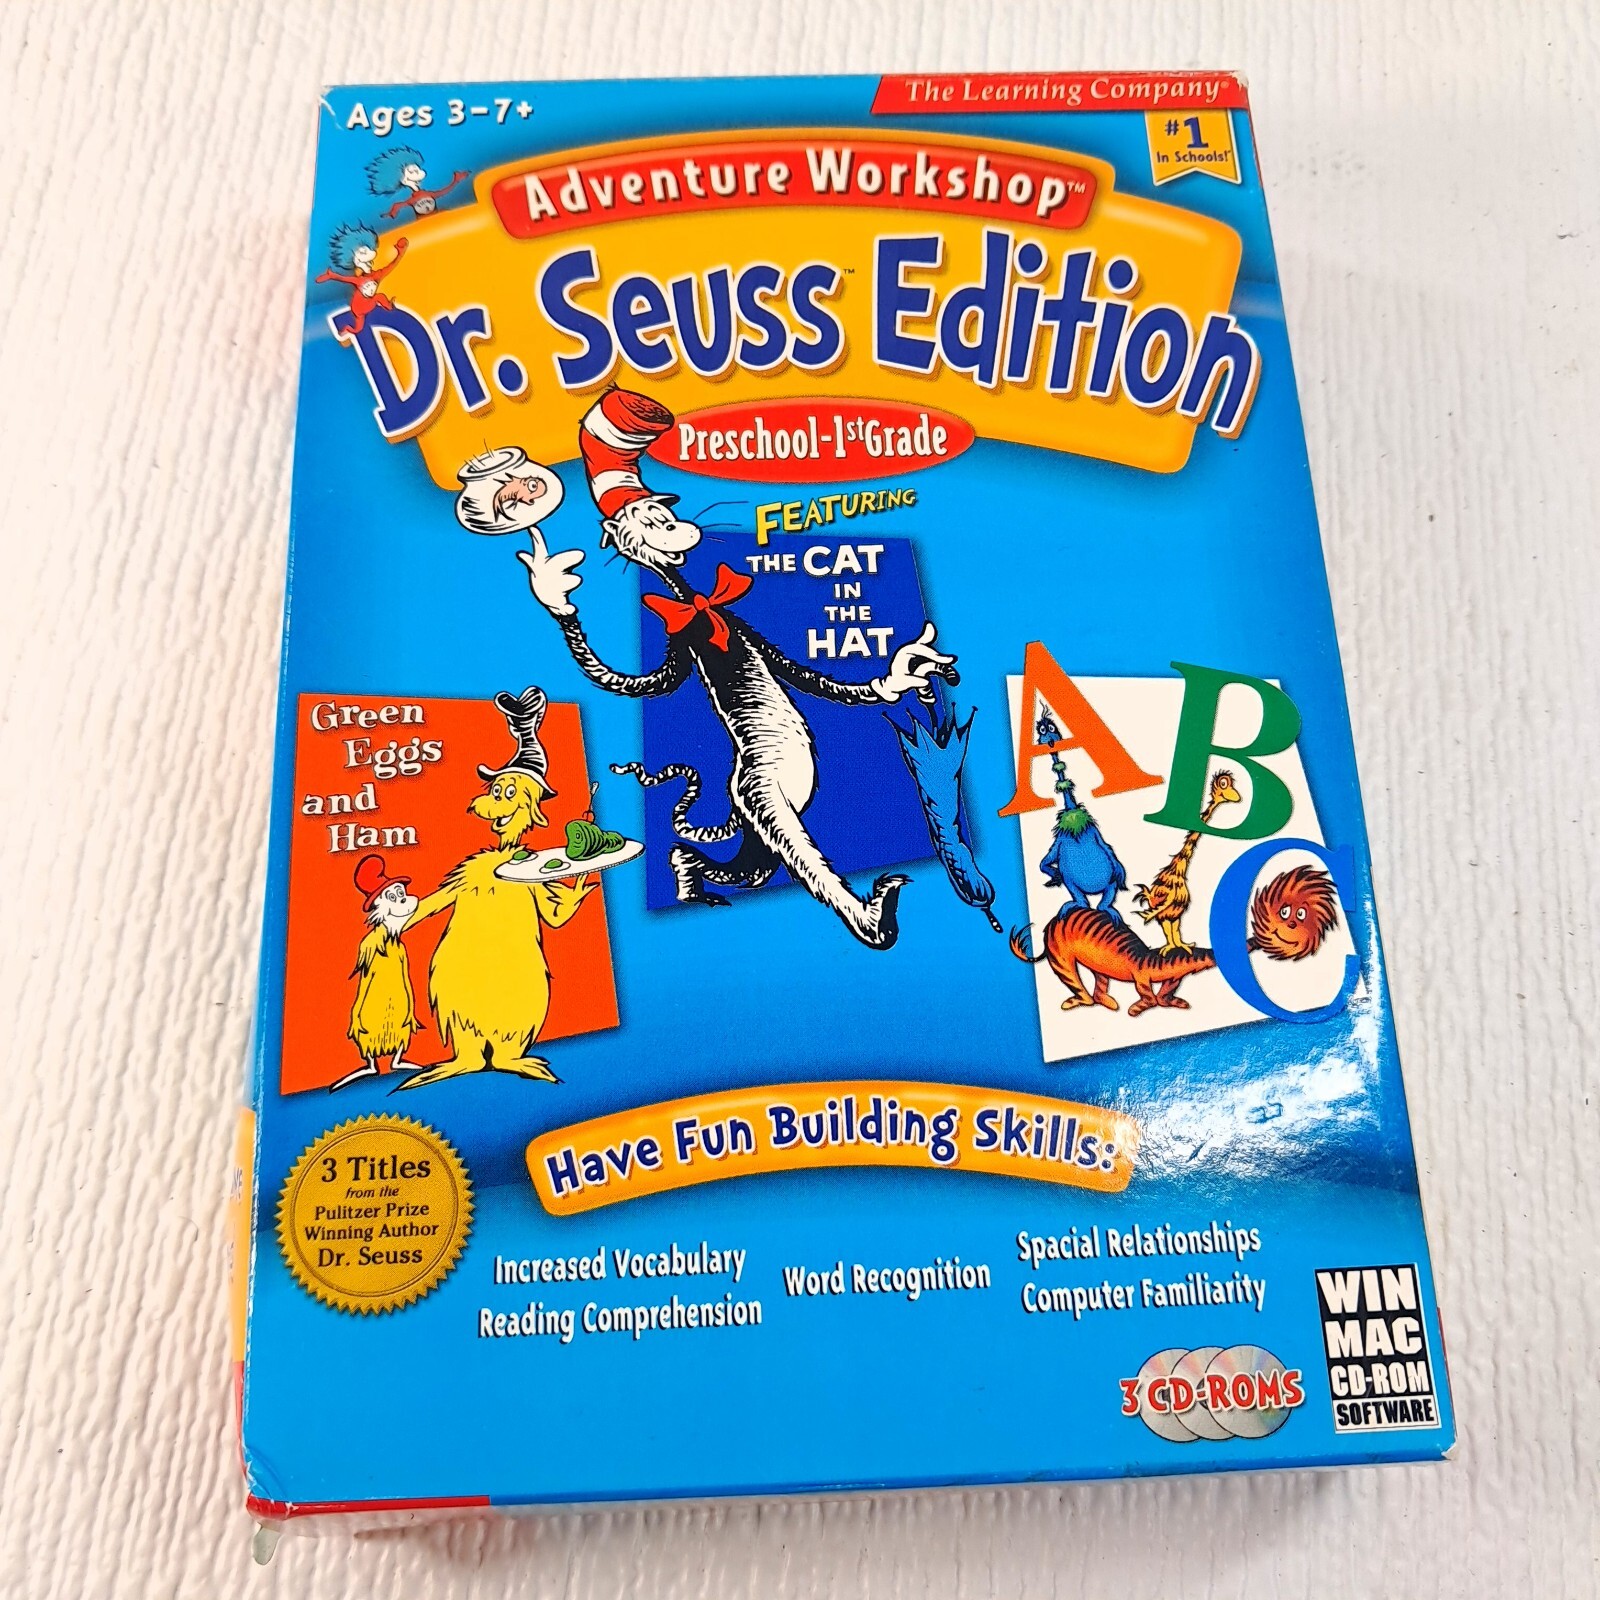 Ages 3-7+
The Learning Company®
#1
In Schools!*
Adventure Workshop™
Dr. Seuss™ Edition
Preschool-1st Grade
FEATURING
THE CAT
IN
THE
HAT
Green
Eggs
and
Ham
A B
C
Have Fun Building Skills:
3 Titles
from the
Pulitzer Prize
Winning Author
Dr. Seuss
Increased Vocabulary
Reading Comprehension
Word Recognition
Spacial Relationships
Computer Familiarity
3 CD-ROMS
WIN
MAC
CD-ROM
SOFTWARE